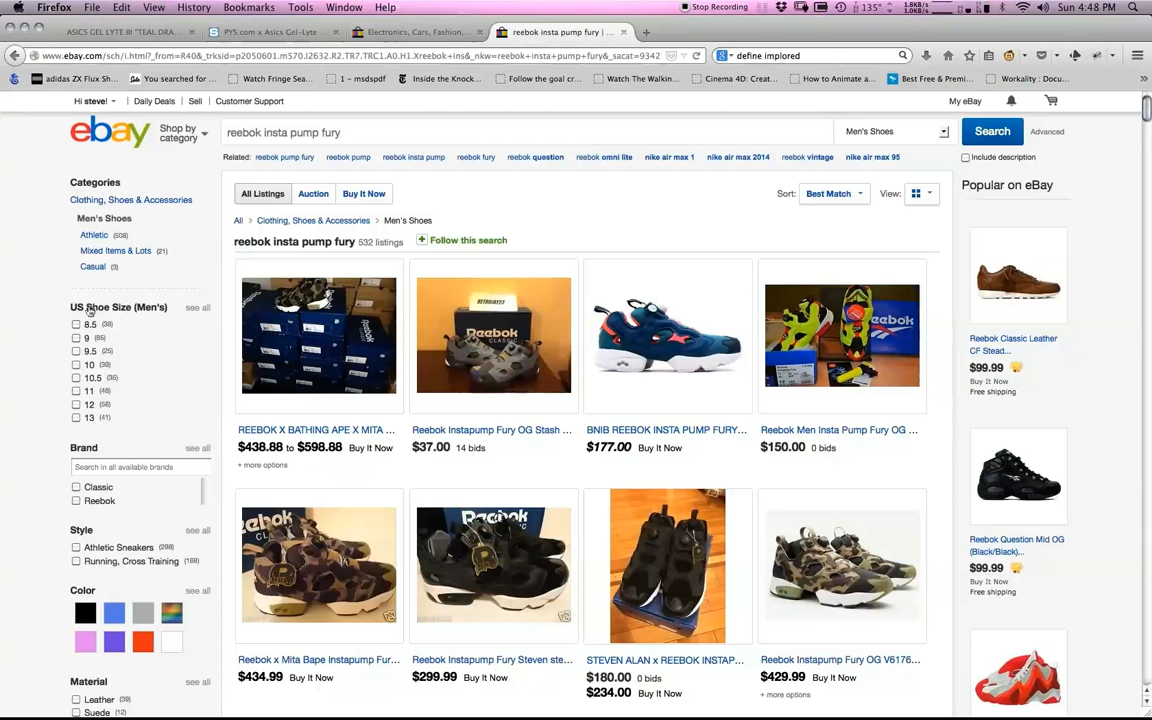 Firefox File Edit View History Bookmarks Tools Window Help
Stop Recording 135° Sun 4:48 PM
ASICS GEL LYTE III "TEAL DRA...
PYS.com x Asics Gel-Lyte...
Electronics, Cars, Fashion,...
reebok insta pump fury | ...
www.ebay.com/sch/i.html?_from=R40&_trksid=p2050601.m570.l2632.R2.TR7.TRC1.A0.H1.Xreebok+ins&_nkw=reebok+insta+pump+fury&_sacat=9342
define implored
adidas ZX Flux Sh...
You searched for ...
Watch Fringe Sea...
1 – msdspdf
Inside the Knock...
Follow the goal cr...
Watch The Walkin...
Cinema 4D: Creat...
How to Animate a...
Best Free & Premi...
Workality : Docu...
Hi steve! Daily Deals Sell Customer Support
My eBay
ebay
Shop by
category
reebok insta pump fury
Men's Shoes
Search
Advanced
Related: reebok pump fury reebok pump reebok insta pump reebok fury reebok question reebok omni lite nike air max 1 nike air max 2014 reebok vintage nike air max 95
Include description
Categories
Clothing, Shoes & Accessories
Men's Shoes
Athletic (508)
Mixed Items & Lots (21)
Casual (3)
US Shoe Size (Men's) see all
8.5 (38)
9 (85)
9.5 (25)
10 (39)
10.5 (35)
11 (48)
12 (58)
13 (41)
Brand see all
Search in all available brands
Classic
Reebok
Style see all
Athletic Sneakers (298)
Running, Cross Training (168)
Color see all
Material see all
Leather (39)
Suede (12)
All Listings Auction Buy It Now
Sort: Best Match View:
All > Clothing, Shoes & Accessories > Men's Shoes
reebok insta pump fury 532 listings + Follow this search
RETROKT23
Reebok
CLASSIC
Reebok
REEBOK X BATHING APE X MITA ...
$438.88 to $598.88 Buy It Now
+ more options
Reebok Instapump Fury OG Stash ...
$37.00 14 bids
BNIB REEBOK INSTA PUMP FURY...
$177.00 Buy It Now
Reebok Men Insta Pump Fury OG ...
$150.00 0 bids
Reebok x Mita Bape Instapump Fur...
$434.99 Buy It Now
Reebok Instapump Fury Steven ste...
$299.99 Buy It Now
STEVEN ALAN x REEBOK INSTAP...
$180.00 0 bids
$234.00 Buy It Now
Reebok Instapump Fury OG V6176...
$429.99 Buy It Now
+ more options
Popular on eBay
Reebok Classic Leather
CF Stead...
$99.99
Buy It Now
Free shipping
Reebok Question Mid OG
(Black/Black)...
$99.99
Buy It Now
Free shipping